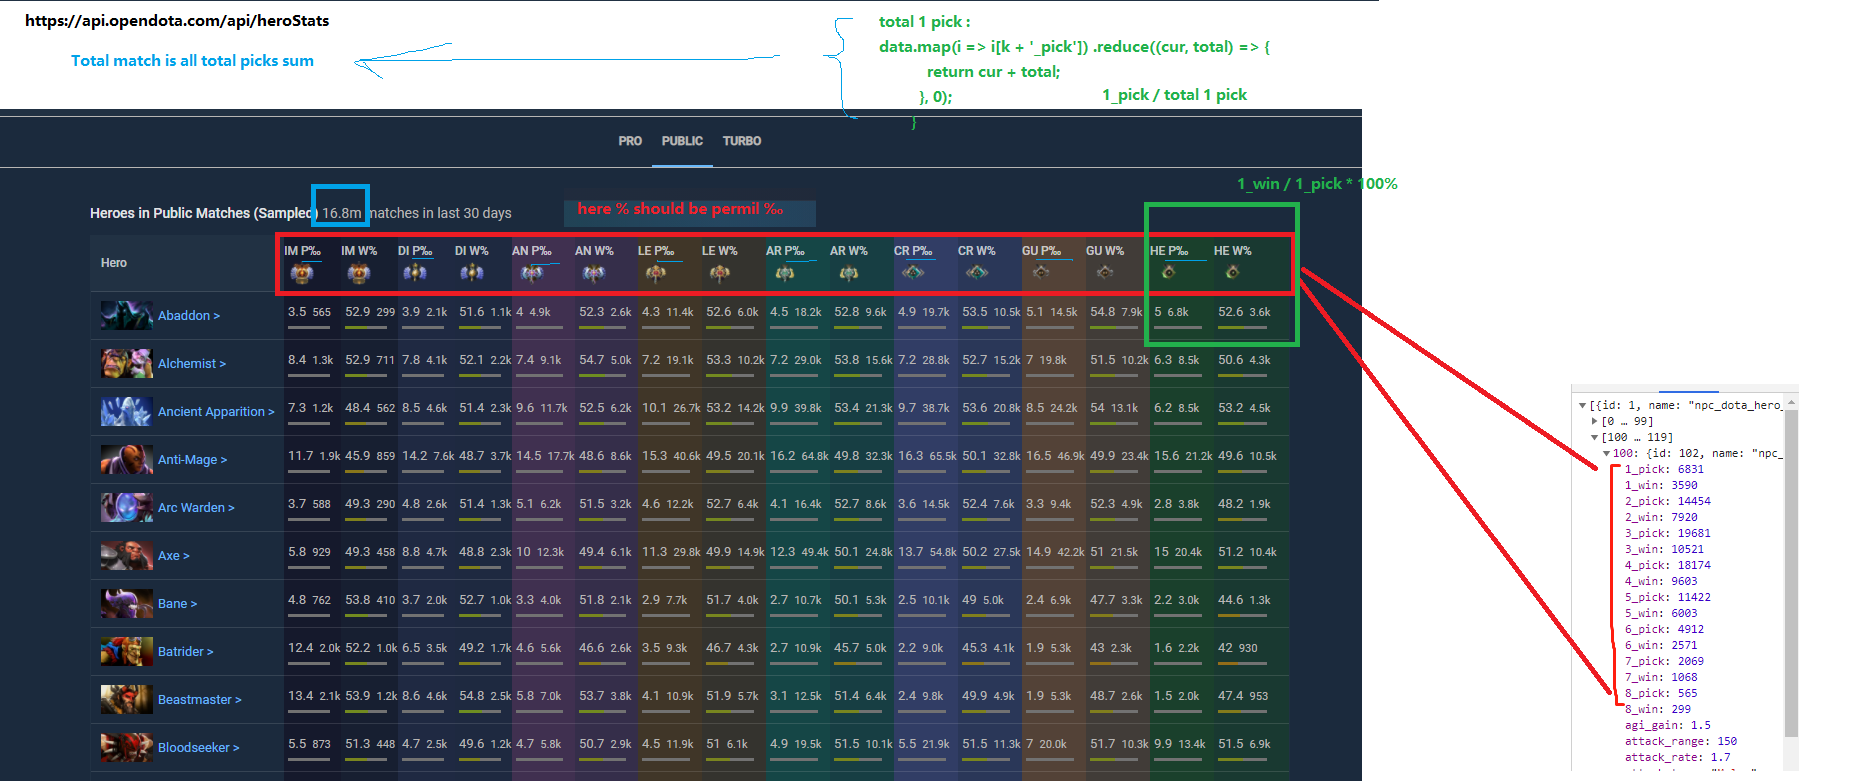 https://api.opendota.com/api/heroStats
Total match is all total picks sum
total 1 pick :
data.map(i => i[k + '_pick']) .reduce((cur, total) => {
return cur + total;
}, 0);
1_pick / total 1 pick
}
PRO PUBLIC TURBO
1_win / 1_pick * 100%
Heroes in Public Matches (Sampled) 16.8m matches in last 30 days
here % should be permil ‰
Hero IM P‰ IM W% DI P‰ DI W% AN P‰ AN W% LE P‰ LE W% AR P‰ AR W% CR P‰ CR W% GU P‰ GU W% HE P‰ HE W%
Abaddon > 3.5 565 52.9 299 3.9 2.1k 51.6 1.1k 4 4.9k 52.3 2.6k 4.3 11.4k 52.6 6.0k 4.5 18.2k 52.8 9.6k 4.9 19.7k 53.5 10.5k 5.1 14.5k 54.8 7.9k 5 6.8k 52.6 3.6k
Alchemist > 8.4 1.3k 52.9 711 7.8 4.1k 52.1 2.2k 7.4 9.1k 54.7 5.0k 7.2 19.1k 53.3 10.2k 7.2 29.0k 53.8 15.6k 7.2 28.8k 52.7 15.2k 7 19.8k 51.5 10.2k 6.3 8.5k 50.6 4.3k
Ancient Apparition > 7.3 1.2k 48.4 562 8.5 4.6k 51.4 2.3k 9.6 11.7k 52.5 6.2k 10.1 26.7k 53.2 14.2k 9.9 39.8k 53.4 21.3k 9.7 38.7k 53.6 20.8k 8.5 24.2k 54 13.1k 6.2 8.5k 53.2 4.5k
Anti-Mage > 11.7 1.9k 45.9 859 14.2 7.6k 48.7 3.7k 14.5 17.7k 48.6 8.6k 15.3 40.6k 49.5 20.1k 16.2 64.8k 49.8 32.3k 16.3 65.5k 50.1 32.8k 16.5 46.9k 49.9 23.4k 15.6 21.2k 49.6 10.5k
Arc Warden > 3.7 588 49.3 290 4.8 2.6k 51.4 1.3k 5.1 6.2k 51.5 3.2k 4.6 12.2k 52.7 6.4k 4.1 16.4k 52.7 8.6k 3.6 14.5k 52.4 7.6k 3.3 9.4k 52.3 4.9k 2.8 3.8k 48.2 1.9k
Axe > 5.8 929 49.3 458 8.8 4.7k 48.8 2.3k 10 12.3k 49.4 6.1k 11.3 29.8k 49.9 14.9k 12.3 49.4k 50.1 24.8k 13.7 54.8k 50.2 27.5k 14.9 42.2k 51 21.5k 15 20.4k 51.2 10.4k
Bane > 4.8 762 53.8 410 3.7 2.0k 52.7 1.0k 3.3 4.0k 51.8 2.1k 2.9 7.7k 51.7 4.0k 2.7 10.7k 50.1 5.3k 2.5 10.1k 49 5.0k 2.4 6.9k 47.7 3.3k 2.2 3.0k 44.6 1.3k
Batrider > 12.4 2.0k 52.2 1.0k 6.5 3.5k 49.2 1.7k 4.6 5.6k 46.6 2.6k 3.5 9.3k 46.7 4.3k 2.7 10.9k 45.7 5.0k 2.2 9.0k 45.3 4.1k 1.9 5.3k 43 2.3k 1.6 2.2k 42 930
Beastmaster > 13.4 2.1k 53.9 1.2k 8.6 4.6k 54.8 2.5k 5.8 7.0k 53.7 3.8k 4.1 10.9k 51.9 5.7k 3.1 12.5k 51.4 6.4k 2.4 9.8k 49.9 4.9k 1.9 5.3k 48.7 2.6k 1.5 2.0k 47.4 953
Bloodseeker > 5.5 873 51.3 448 4.7 2.5k 49.6 1.2k 4.7 5.8k 50.7 2.9k 4.5 11.9k 51 6.1k 4.9 19.5k 51.5 10.1k 5.5 21.9k 51.5 11.3k 7 20.0k 51.7 10.3k 9.9 13.4k 51.5 6.9k
[{id: 1, name: "npc_dota_hero_
[0 … 99]
[100 … 119]
100: {id: 102, name: "npc_
1_pick: 6831
1_win: 3590
2_pick: 14454
2_win: 7920
3_pick: 19681
3_win: 10521
4_pick: 18174
4_win: 9603
5_pick: 11422
5_win: 6003
6_pick: 4912
6_win: 2571
7_pick: 2069
7_win: 1068
8_pick: 565
8_win: 299
agi_gain: 1.5
attack_range: 150
attack_rate: 1.7